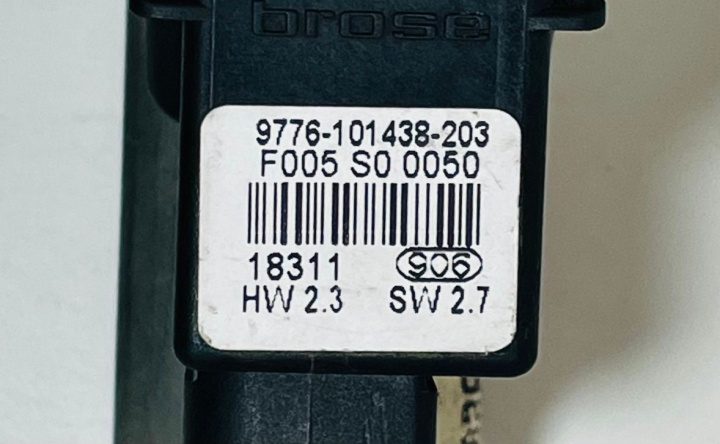 brose
9776-101438-203
F005 S0 0050
18311 906
HW 2.3 SW 2.7